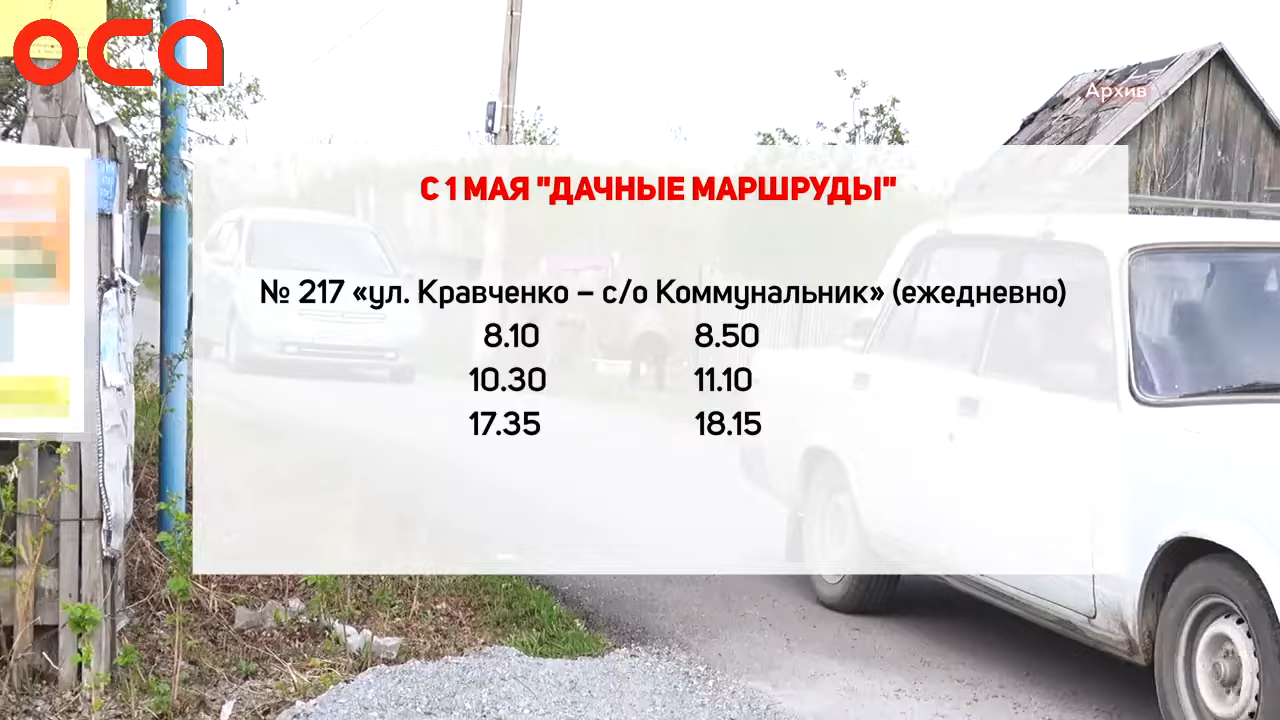 оса
Архив
С 1 МАЯ "ДАЧНЫЕ МАРШРУДЫ"
№ 217 «ул. Кравченко – с/о Коммунальник» (ежедневно)
8.10 8.50
10.30 11.10
17.35 18.15